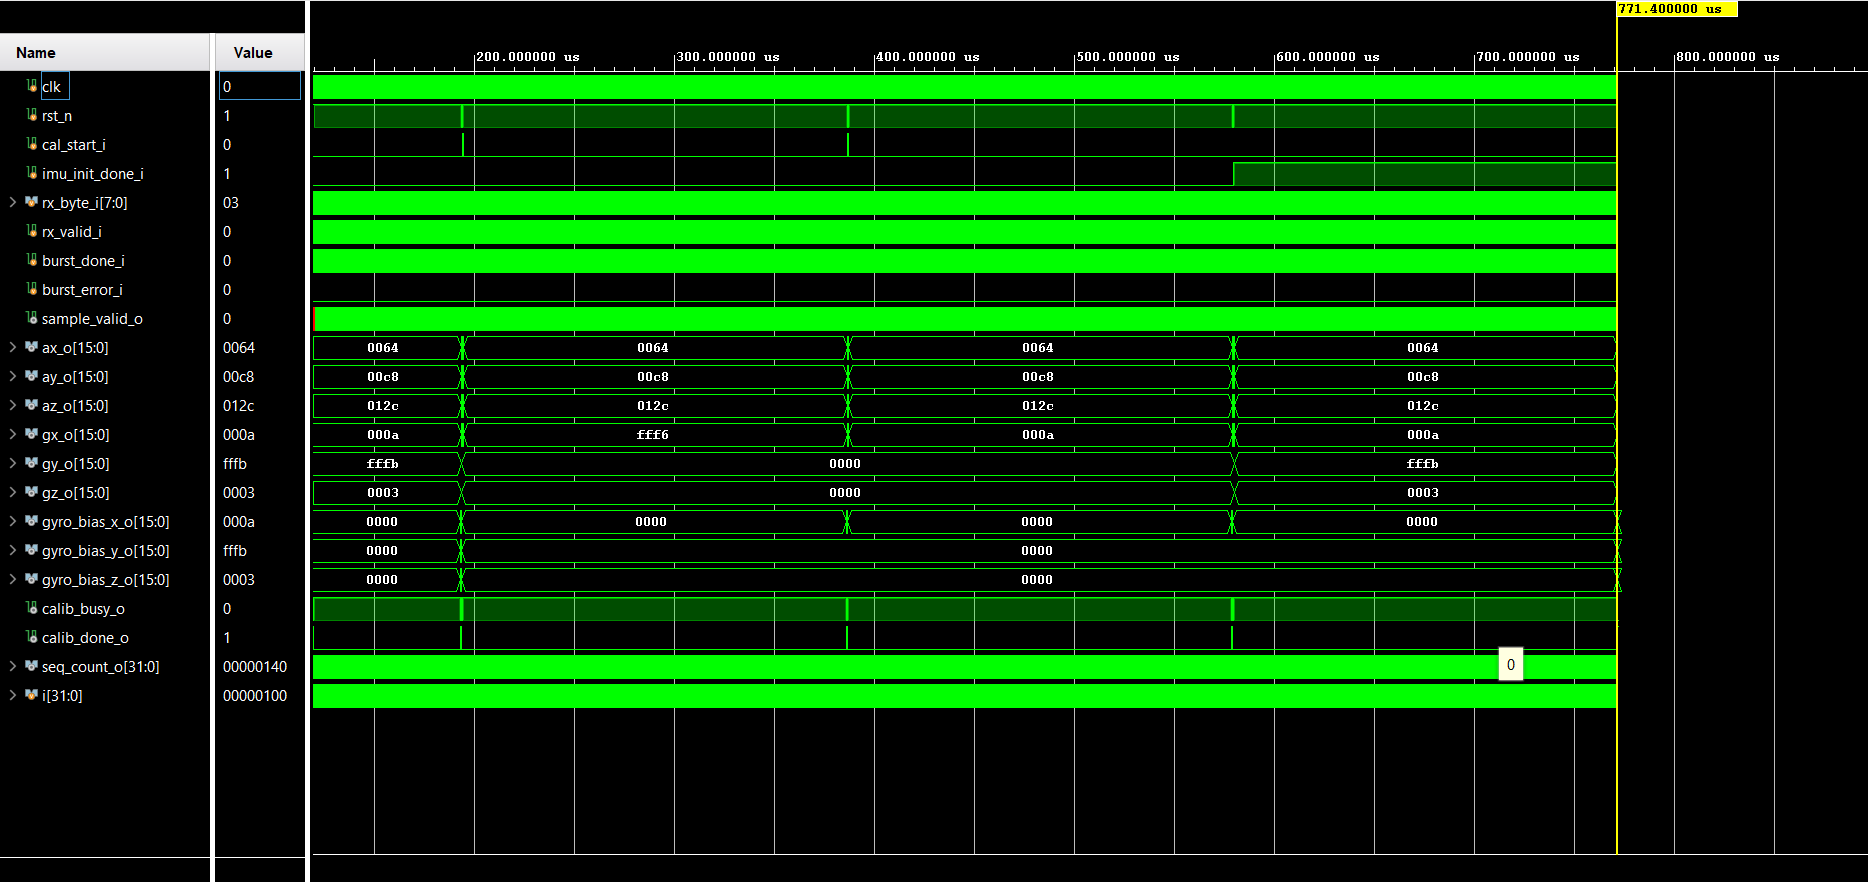 771.400000 us
Name Value
200.000000 us 300.000000 us 400.000000 us 500.000000 us 600.000000 us 700.000000 us 800.000000 us
clk 0
rst_n 1
cal_start_i 0
imu_init_done_i 1
rx_byte_i[7:0] 03
rx_valid_i 0
burst_done_i 0
burst_error_i 0
sample_valid_o 0
ax_o[15:0] 0064 0064 0064 0064 0064
ay_o[15:0] 00c8 00c8 00c8 00c8 00c8
az_o[15:0] 012c 012c 012c 012c 012c
gx_o[15:0] 000a 000a fff6 000a 000a
gy_o[15:0] fffb fffb 0000 fffb
gz_o[15:0] 0003 0003 0000 0003
gyro_bias_x_o[15:0] 000a 0000 0000 0000 0000
gyro_bias_y_o[15:0] fffb 0000 0000
gyro_bias_z_o[15:0] 0003 0000 0000
calib_busy_o 0
calib_done_o 1
seq_count_o[31:0] 00000140 0
i[31:0] 00000100